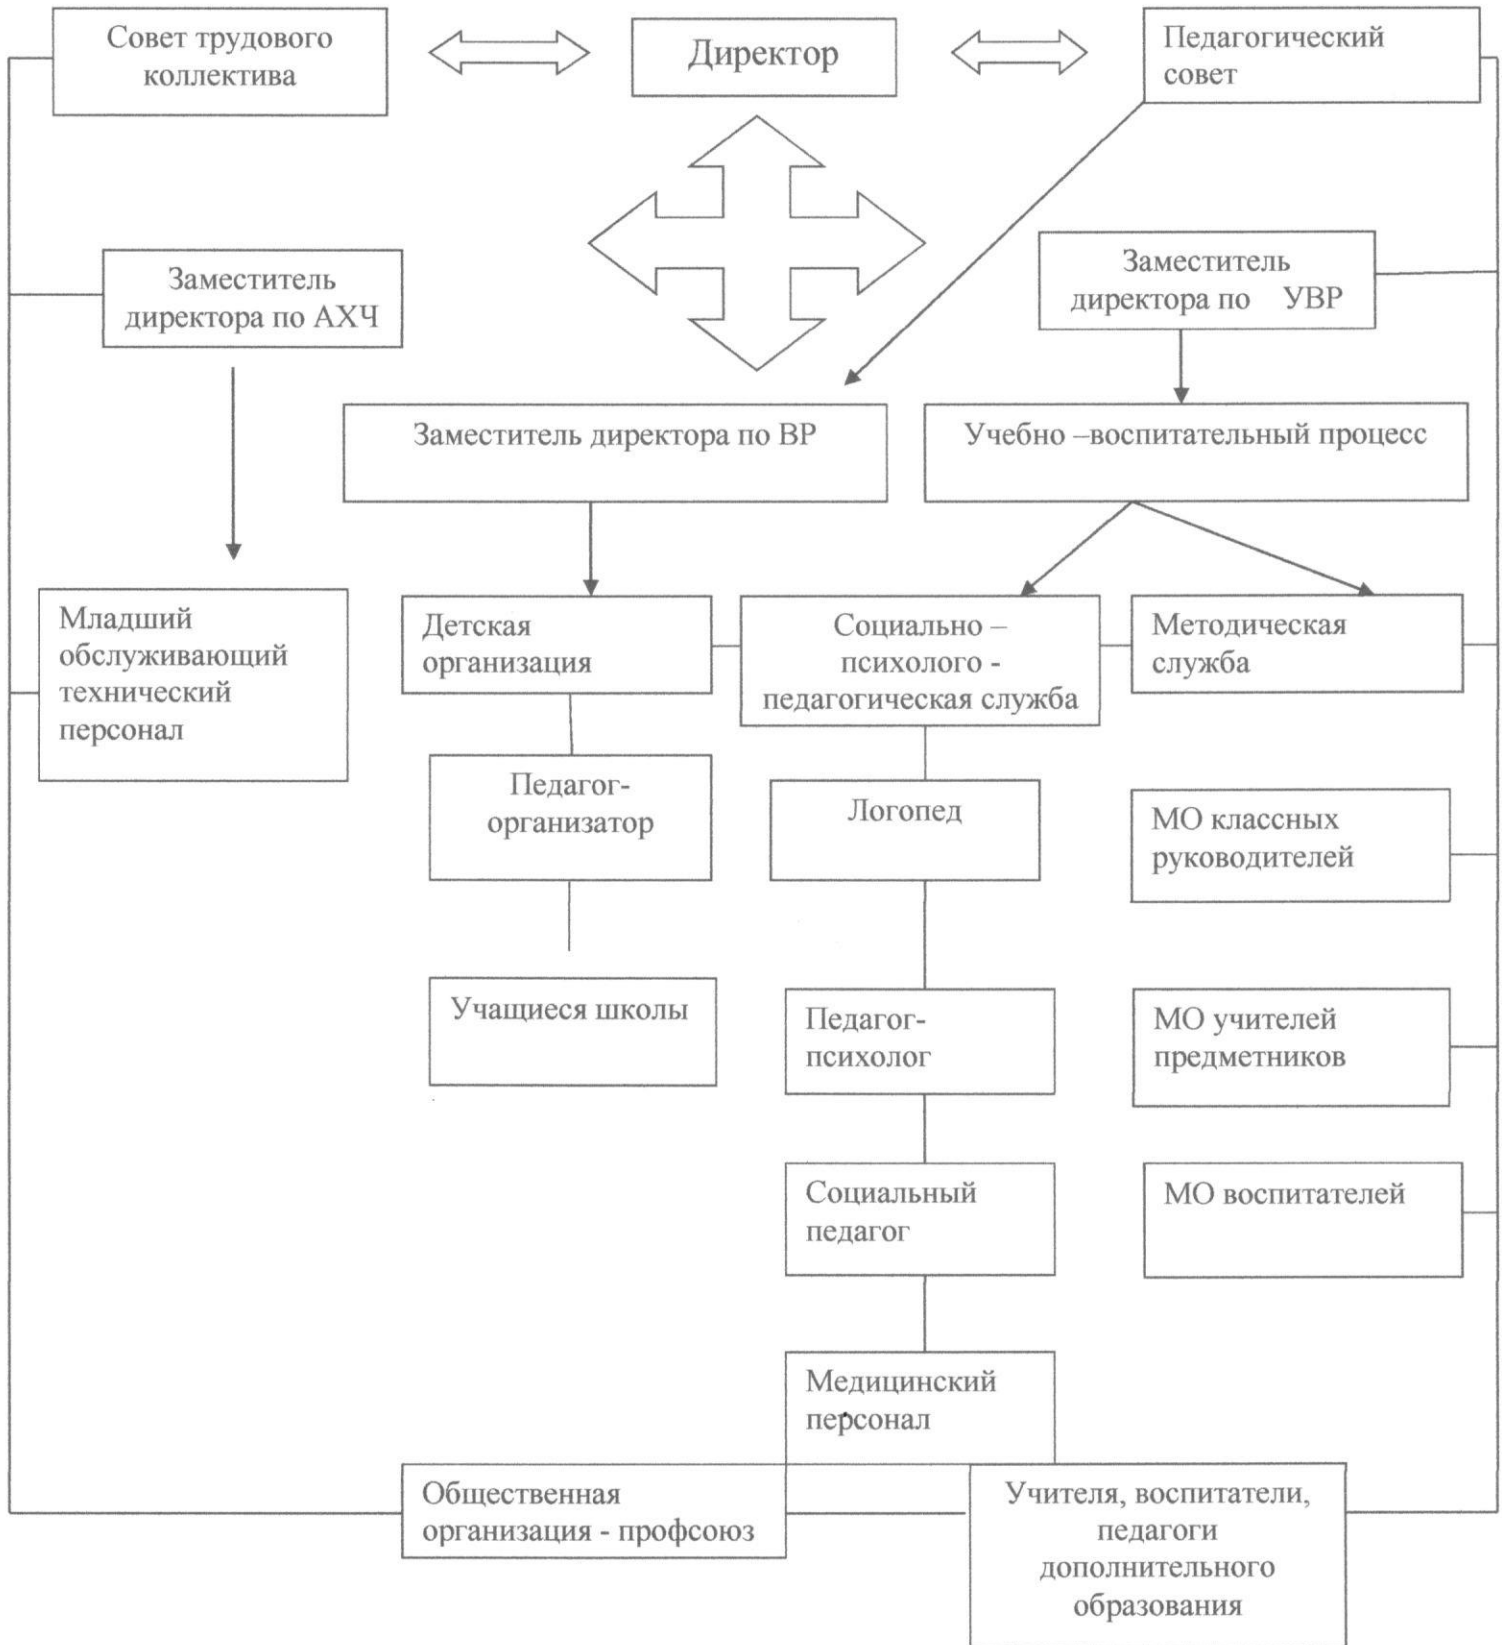 Совет трудового
коллектива
Директор
Педагогический
совет
Заместитель
директора по АХЧ
Заместитель
директора по УВР
Заместитель директора по ВР
Учебно –воспитательный процесс
Младший
обслуживающий
технический
персонал
Детская
организация
Социально –
психолого -
педагогическая служба
Методическая
служба
Педагог-
организатор
Логопед
МО классных
руководителей
Учащиеся школы
Педагог-
психолог
МО учителей
предметников
Социальный
педагог
МО воспитателей
Медицинский
персонал
Общественная
организация - профсоюз
Учителя, воспитатели,
педагоги
дополнительного
образования